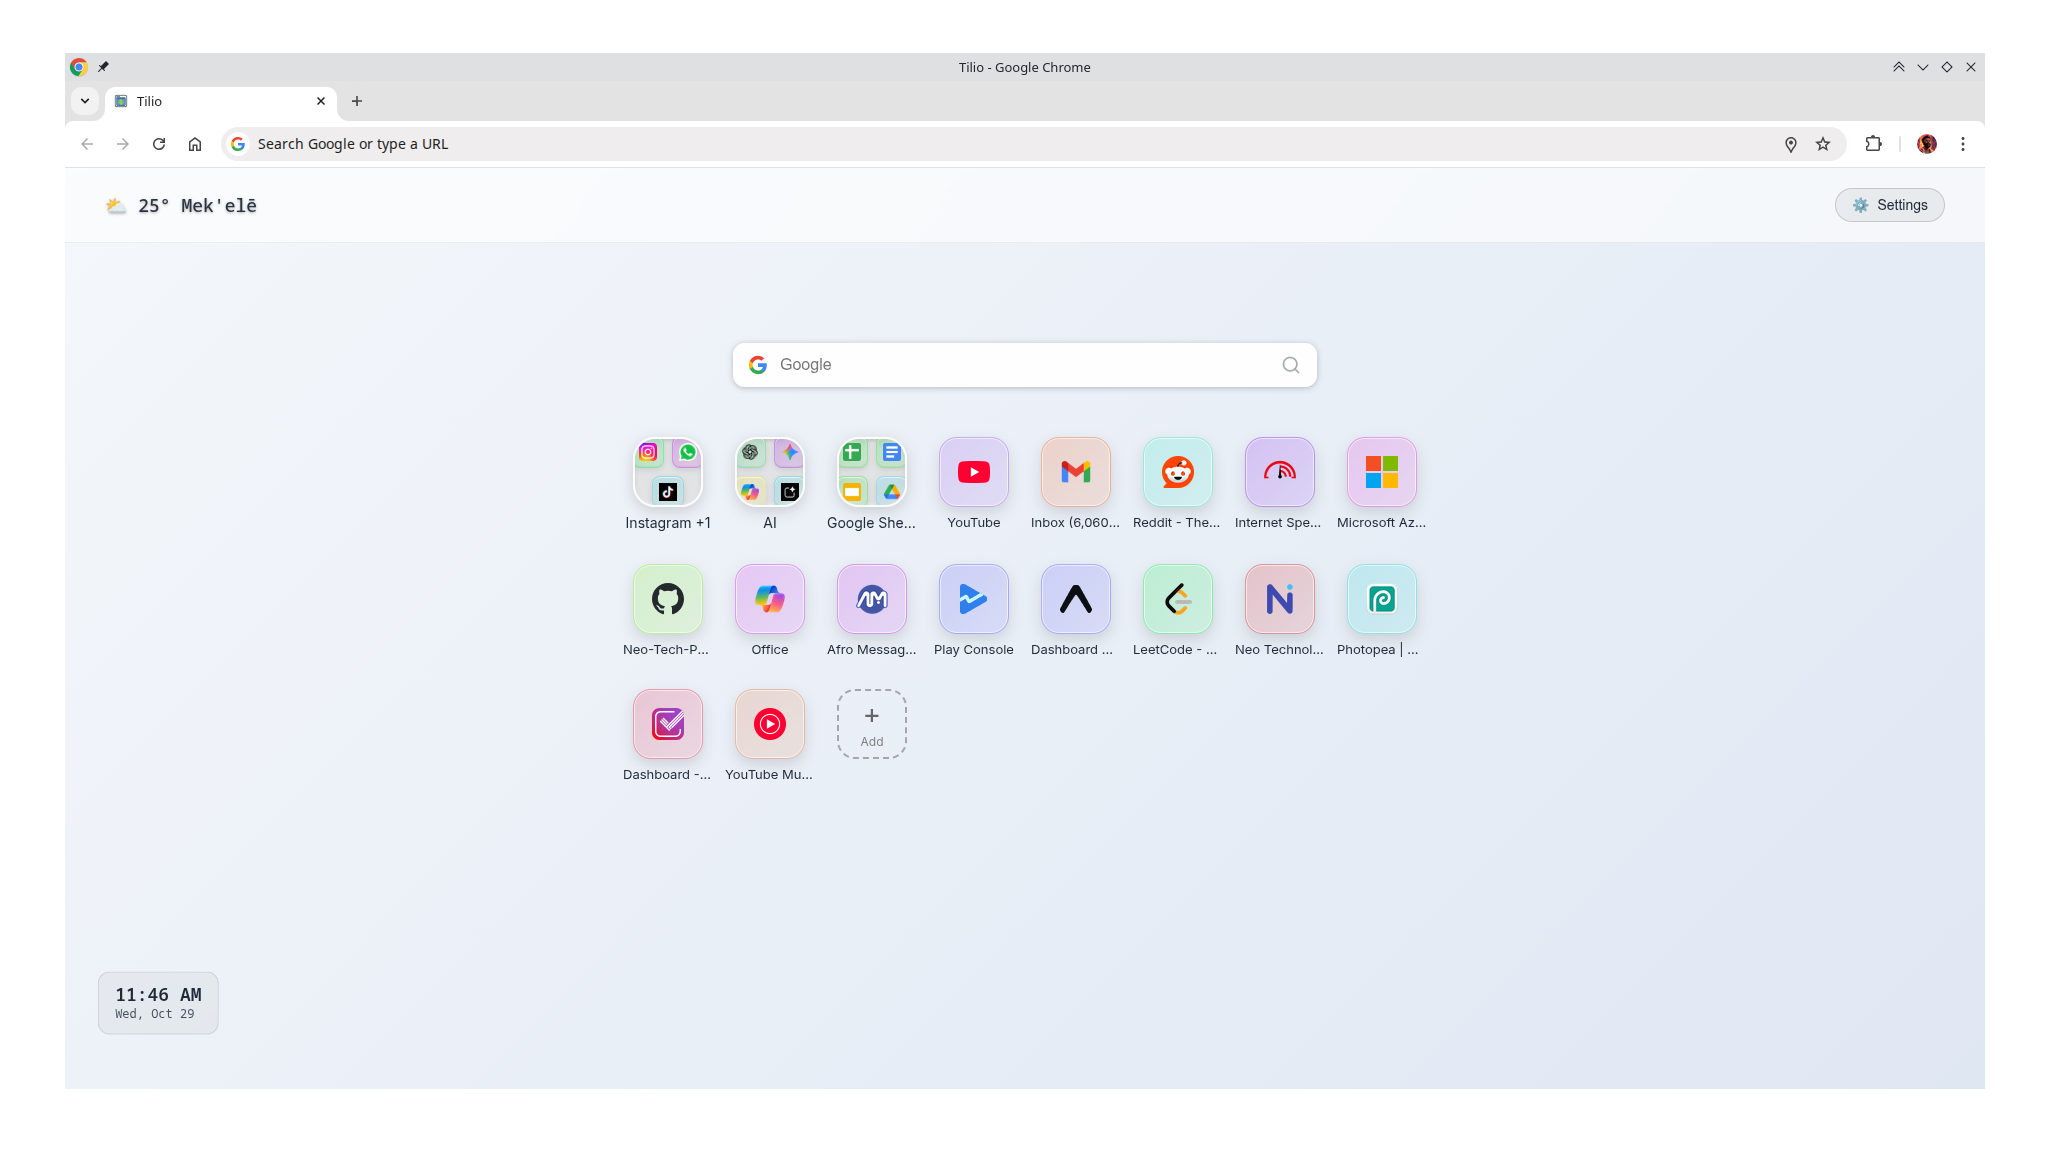 Tilio - Google Chrome
Tilio
Search Google or type a URL
25° Mek'elē
Settings
Google
Instagram +1
AI
Google She...
YouTube
Inbox (6,060...
Reddit - The...
Internet Spe...
Microsoft Az...
Neo-Tech-P...
Office
Afro Messag...
Play Console
Dashboard ...
LeetCode - ...
Neo Technol...
Photopea | ...
Dashboard -...
YouTube Mu...
+
Add
11:46 AM
Wed, Oct 29